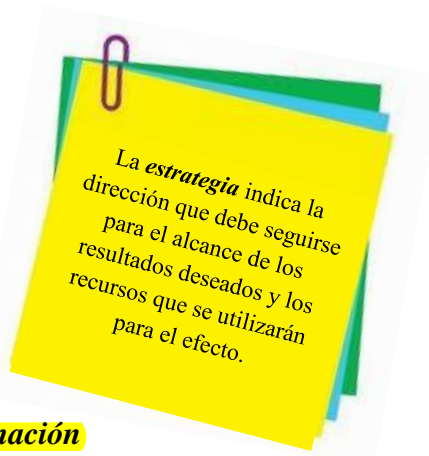 La estrategia indica la
dirección que debe seguirse
para el alcance de los
resultados deseados y los
recursos que se utilizarán
para el efecto.
nación